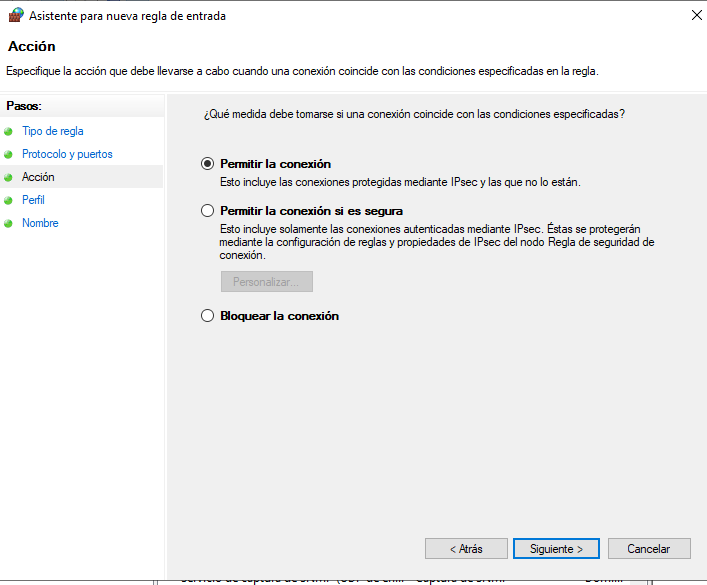 Asistente para nueva regla de entrada
Acción
Especifique la acción que debe llevarse a cabo cuando una conexión coincide con las condiciones especificadas en la regla.
Pasos:
Tipo de regla
Protocolo y puertos
Acción
Perfil
Nombre
¿Qué medida debe tomarse si una conexión coincide con las condiciones especificadas?
Permitir la conexión
Esto incluye las conexiones protegidas mediante IPsec y las que no lo están.
Permitir la conexión si es segura
Esto incluye solamente las conexiones autenticadas mediante IPsec. Éstas se protegerán
mediante la configuración de reglas y propiedades de IPsec del nodo Regla de seguridad de
conexión.
Personalizar...
Bloquear la conexión
< Atrás
Siguiente >
Cancelar